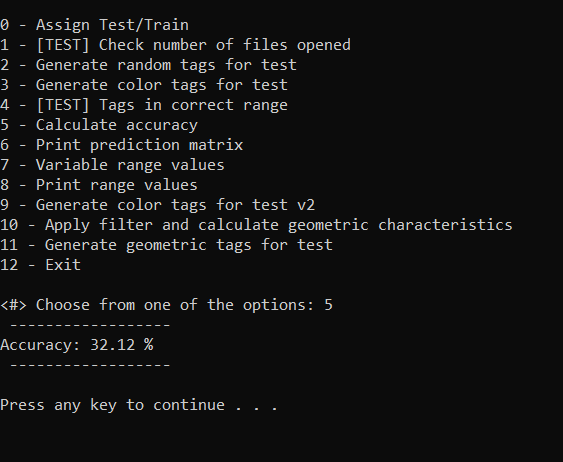 0 - Assign Test/Train
1 - [TEST] Check number of files opened
2 - Generate random tags for test
3 - Generate color tags for test
4 - [TEST] Tags in correct range
5 - Calculate accuracy
6 - Print prediction matrix
7 - Variable range values
8 - Print range values
9 - Generate color tags for test v2
10 - Apply filter and calculate geometric characteristics
11 - Generate geometric tags for test
12 - Exit
<#> Choose from one of the options: 5
------------------
Accuracy: 32.12 %
------------------
Press any key to continue . . .